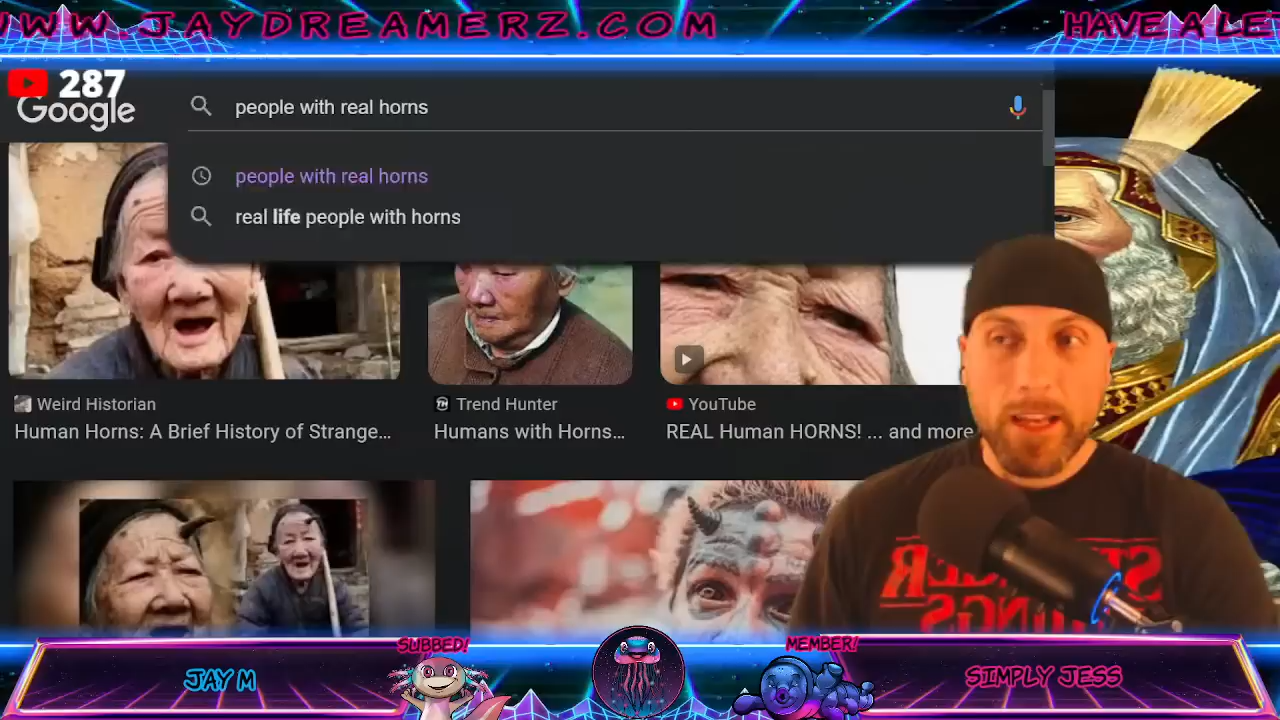 WWW.JAYDREAMERZ.COM
HAVE A LE
287
Google
people with real horns
people with real horns
real life people with horns
Weird Historian
Human Horns: A Brief History of Strange...
Trend Hunter
Humans with Horns...
YouTube
REAL Human HORNS! ... and more
SUBBED!
JAY M
MEMBER!
SIMPLY JESS